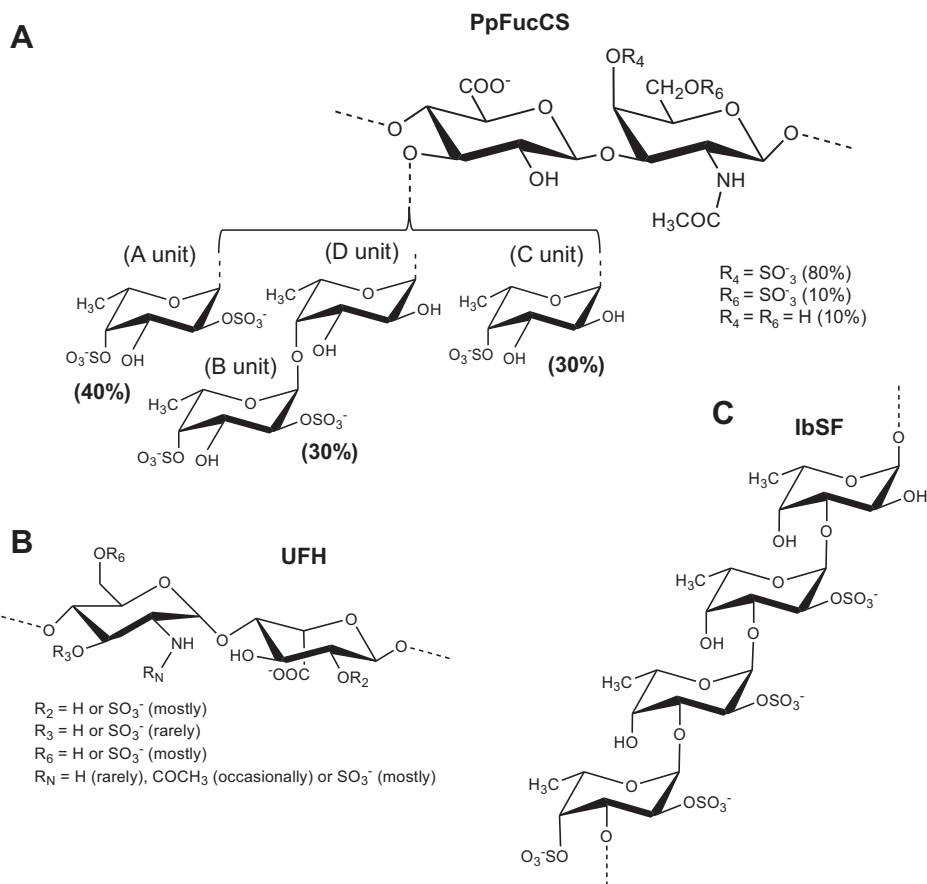 A
PpFucCS
OR₄
COO⁻
CH₂OR₆
O
O
O
O
O
O
OH
NH
H₃COC
(A unit)
(D unit)
(C unit)
H₃C
O
OSO₃⁻
O₃⁻SO
OH
(40%)
H₃C
O
OH
OH
O
H₃C
O
OH
O₃⁻SO
OH
(30%)
(B unit)
H₃C
O
OSO₃⁻
O₃⁻SO
OH
(30%)
R₄ = SO⁻₃ (80%)
R₆ = SO⁻₃ (10%)
R₄ = R₆ = H (10%)
B
UFH
OR₆
O
O
R₃O
NH
R_N
O
O
O
HO
⁻OOC
OR₂
R₂ = H or SO₃⁻ (mostly)
R₃ = H or SO₃⁻ (rarely)
R₆ = H or SO₃⁻ (mostly)
R_N = H (rarely), COCH₃ (occasionally) or SO₃⁻ (mostly)
C
IbSF
O
H₃C
O
OH
OH
O
H₃C
O
OSO₃⁻
OH
O
H₃C
O
OSO₃⁻
HO
O
H₃C
O
OSO₃⁻
O₃⁻SO
O